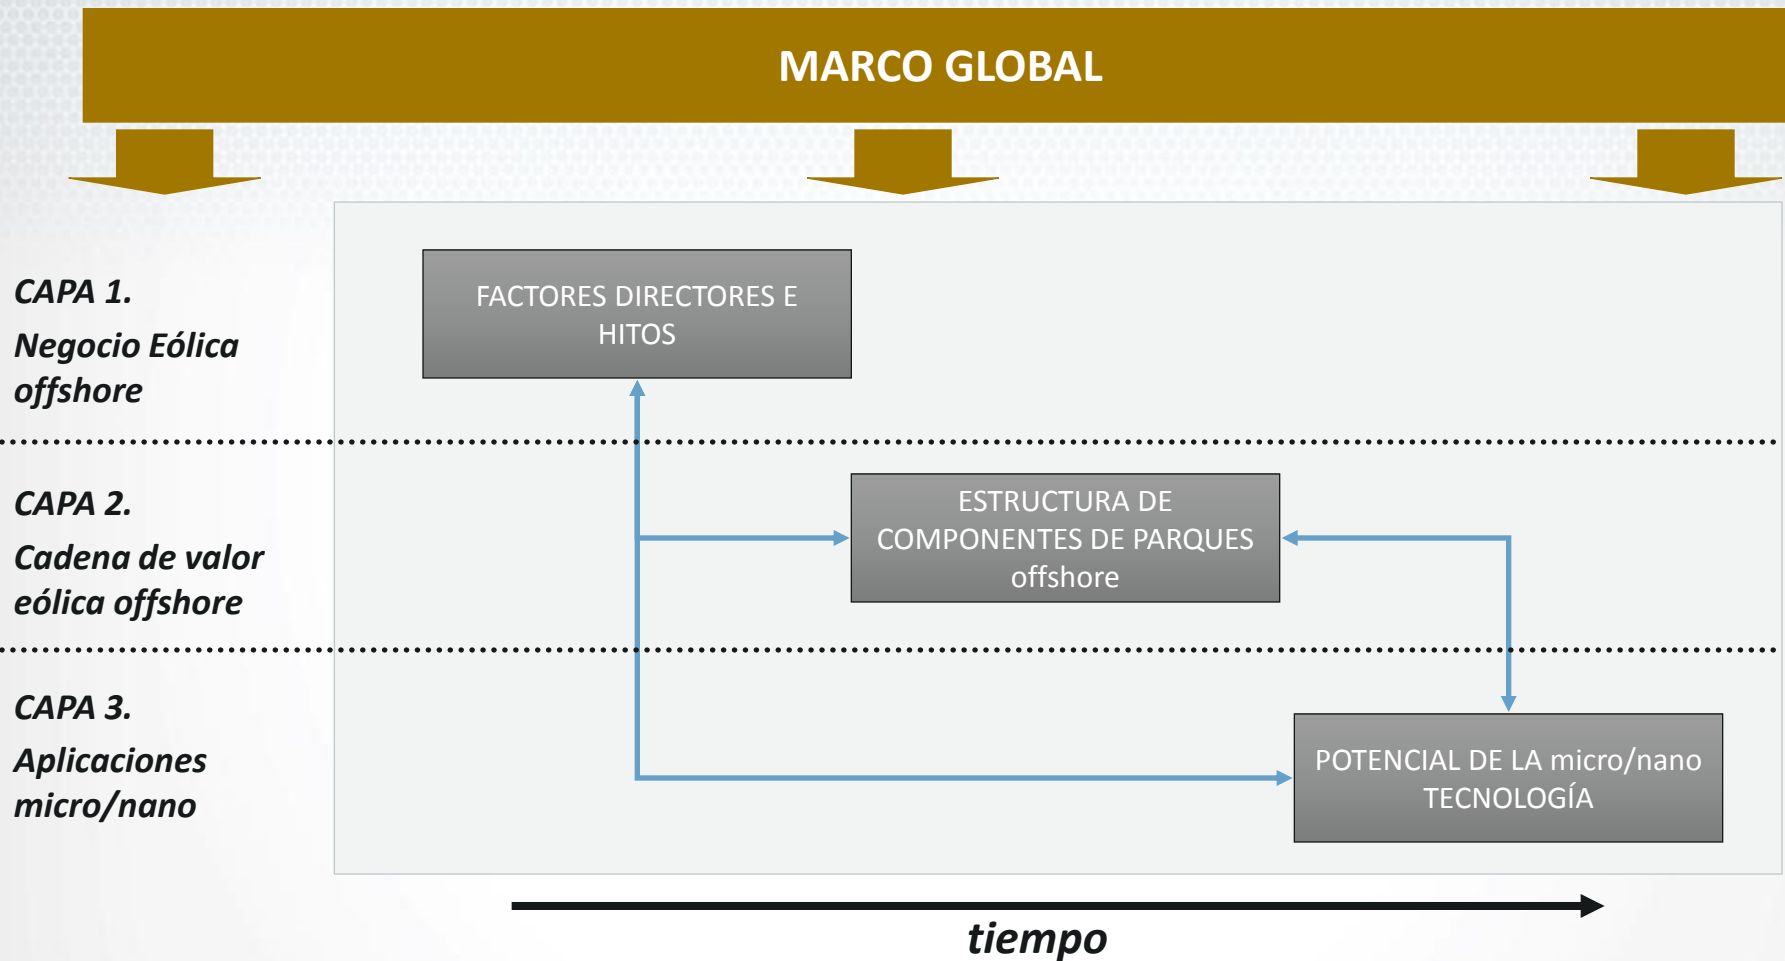 MARCO GLOBAL
CAPA 1.
Negocio Eólica
offshore
FACTORES DIRECTORES E
HITOS
CAPA 2.
Cadena de valor
eólica offshore
ESTRUCTURA DE
COMPONENTES DE PARQUES
offshore
CAPA 3.
Aplicaciones
micro/nano
POTENCIAL DE LA micro/nano
TECNOLOGÍA
tiempo